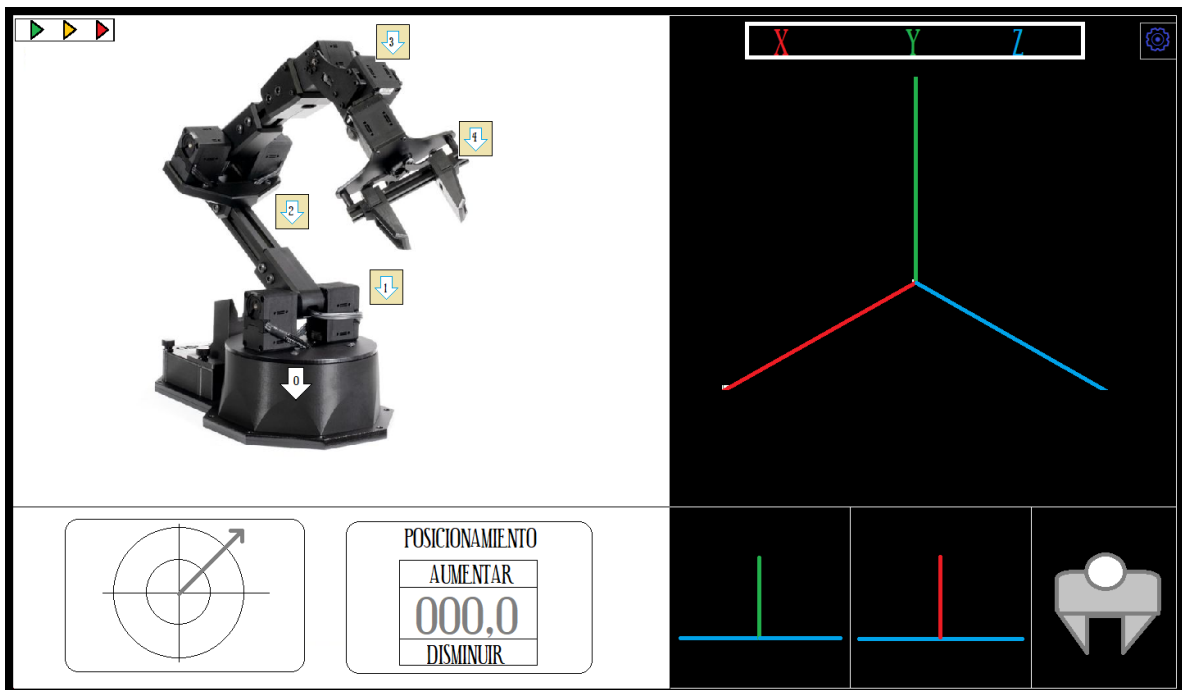 X Y Z
3
4
2
1
0
POSICIONAMIENTO
AUMENTAR
000,0
DISMINUIR